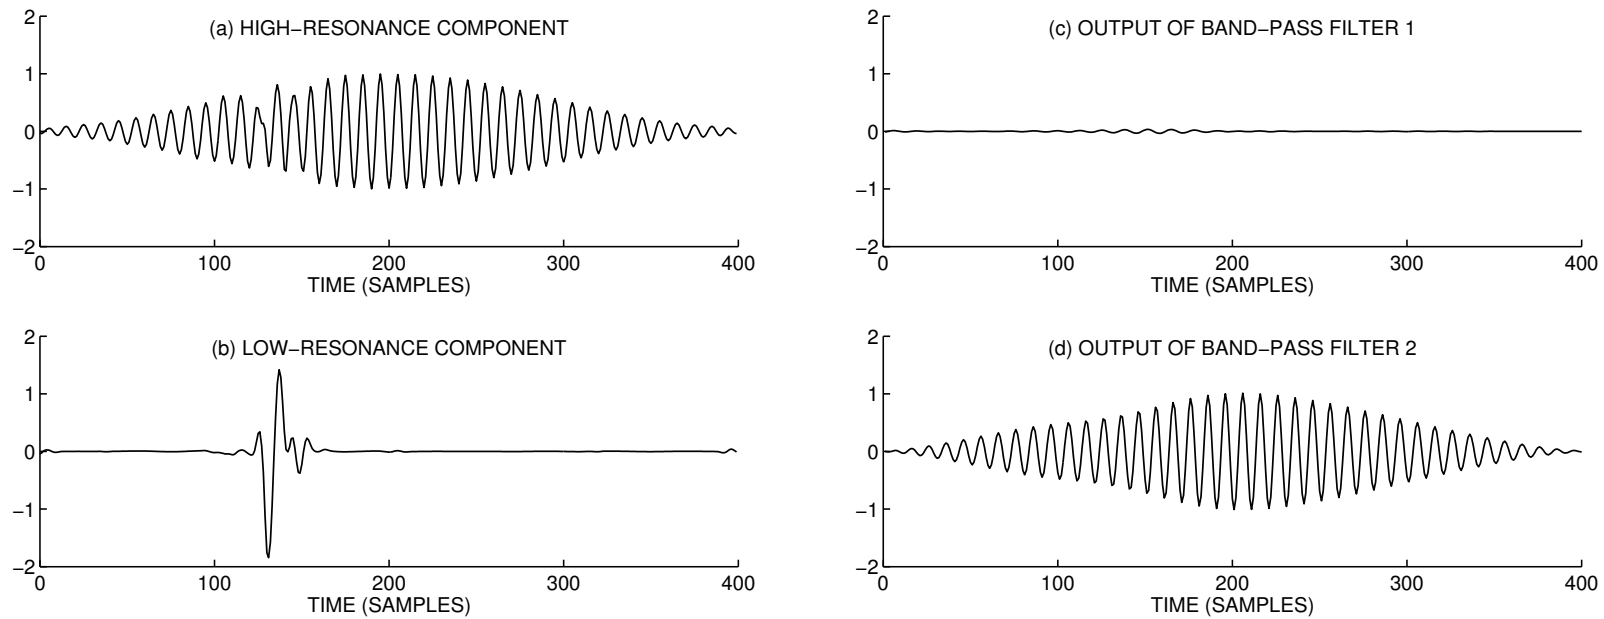 (a) HIGH−RESONANCE COMPONENT
2
1
0
−1
−2
0 100 200 300 400
TIME (SAMPLES)
(b) LOW−RESONANCE COMPONENT
2
1
0
−1
−2
0 100 200 300 400
TIME (SAMPLES)
(c) OUTPUT OF BAND−PASS FILTER 1
2
1
0
−1
−2
0 100 200 300 400
TIME (SAMPLES)
(d) OUTPUT OF BAND−PASS FILTER 2
2
1
0
−1
−2
0 100 200 300 400
TIME (SAMPLES)